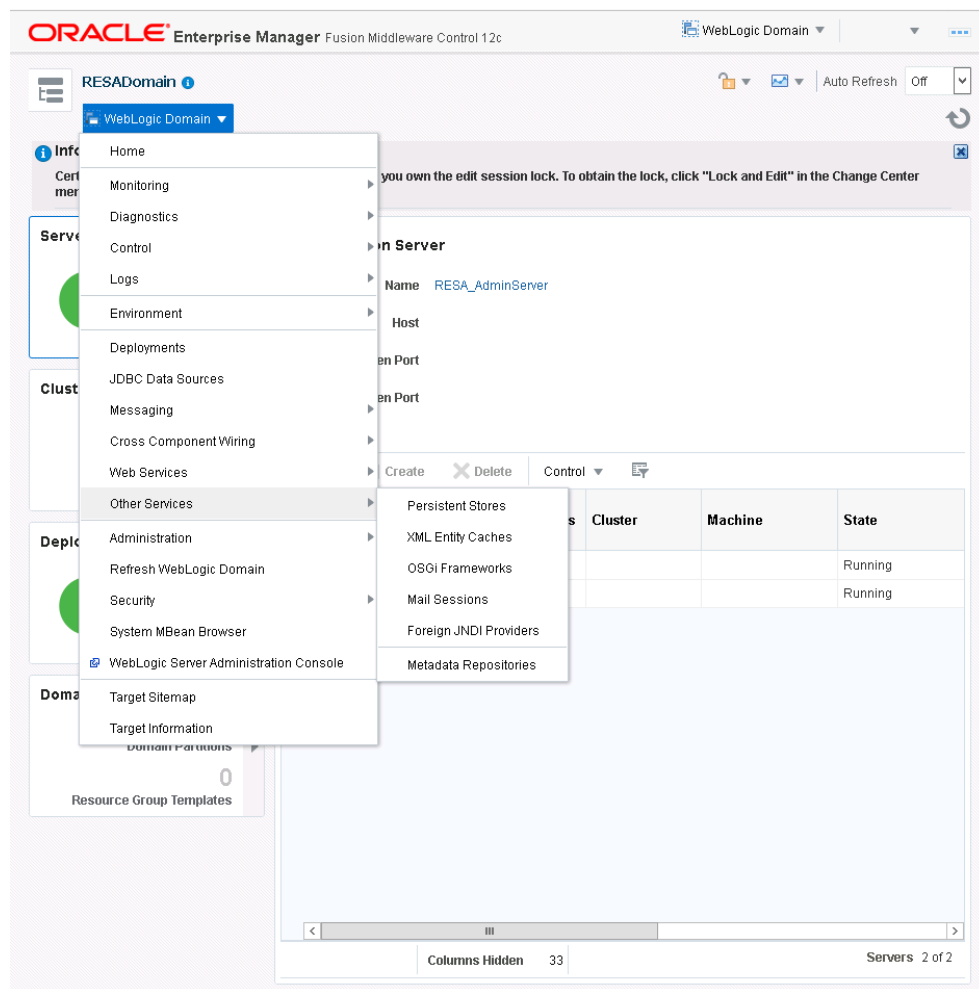 ORACLE Enterprise Manager Fusion Middleware Control 12c
WebLogic Domain
RESADomain
Auto Refresh Off
WebLogic Domain
Home
Monitoring
Diagnostics
Control
Logs
Environment
Deployments
JDBC Data Sources
Messaging
Cross Component Wiring
Web Services
Other Services
Administration
Refresh WebLogic Domain
Security
System MBean Browser
WebLogic Server Administration Console
Target Sitemap
Target Information
Persistent Stores
XML Entity Caches
OSGi Frameworks
Mail Sessions
Foreign JNDI Providers
Metadata Repositories
you own the edit session lock. To obtain the lock, click "Lock and Edit" in the Change Center
on Server
Name RESA_AdminServer
Host
en Port
en Port
Create Delete Control
s Cluster Machine State
Running
Running
Domain Partitions
0
Resource Group Templates
Columns Hidden 33
Servers 2 of 2